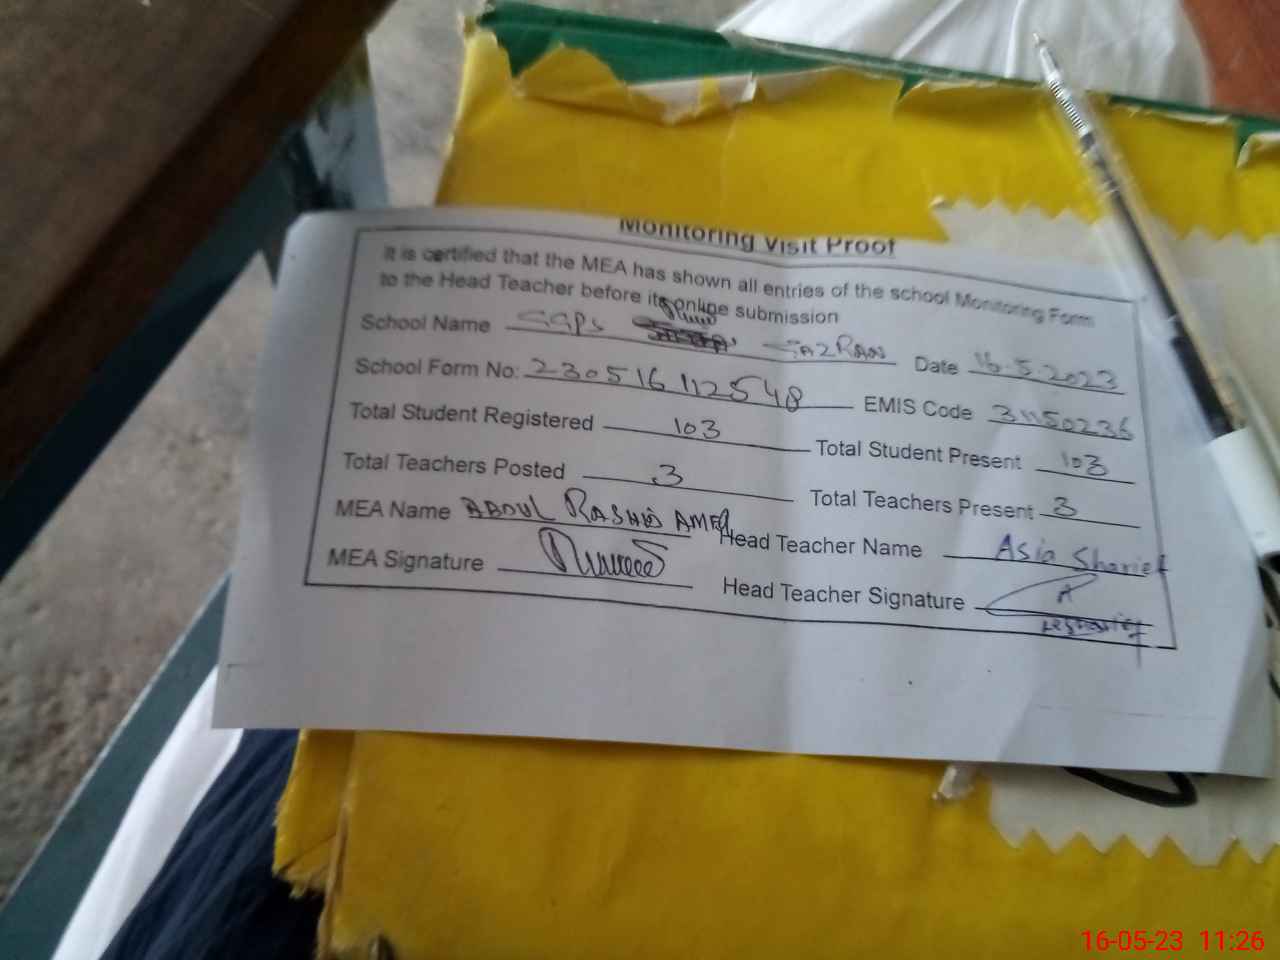 Monitoring Visit Proof
It is certified that the MEA has shown all entries of the school Monitoring Form
to the Head Teacher before its online submission
School Name GGPS GAZRAN Date 16-5-2023
School Form No: 230516112548 EMIS Code 31150236
Total Student Registered 103 Total Student Present 103
Total Teachers Posted 3 Total Teachers Present 3
MEA Name ABDUL RASHID AMER Head Teacher Name Asia Sharief
MEA Signature Head Teacher Signature
16-05-23 11:26